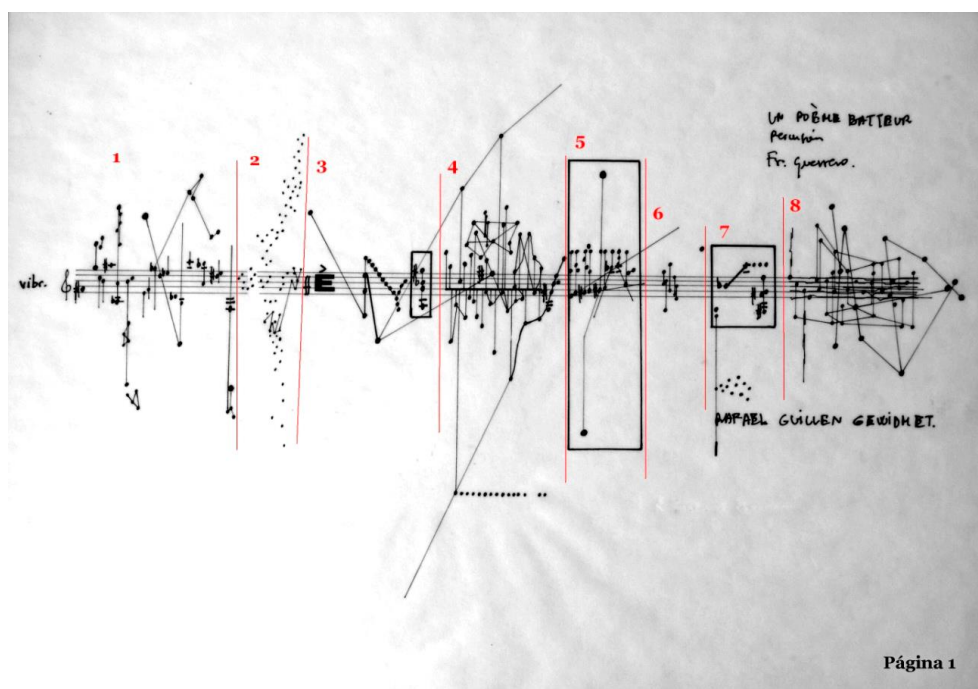 UN POÈME BATTEUR
Percusión
Fr. Guerrero.
1
2
3
4
5
6
7
8
vibr.
RAFAEL GUILLEN GEWIDMET.
Página 1